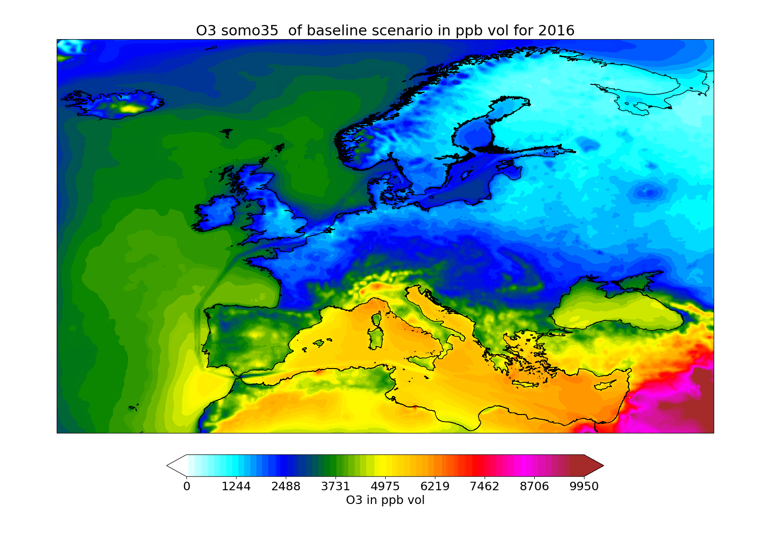 O3 somo35  of baseline scenario in ppb vol for 2016
0 1244 2488 3731 4975 6219 7462 8706 9950
O3 in ppb vol